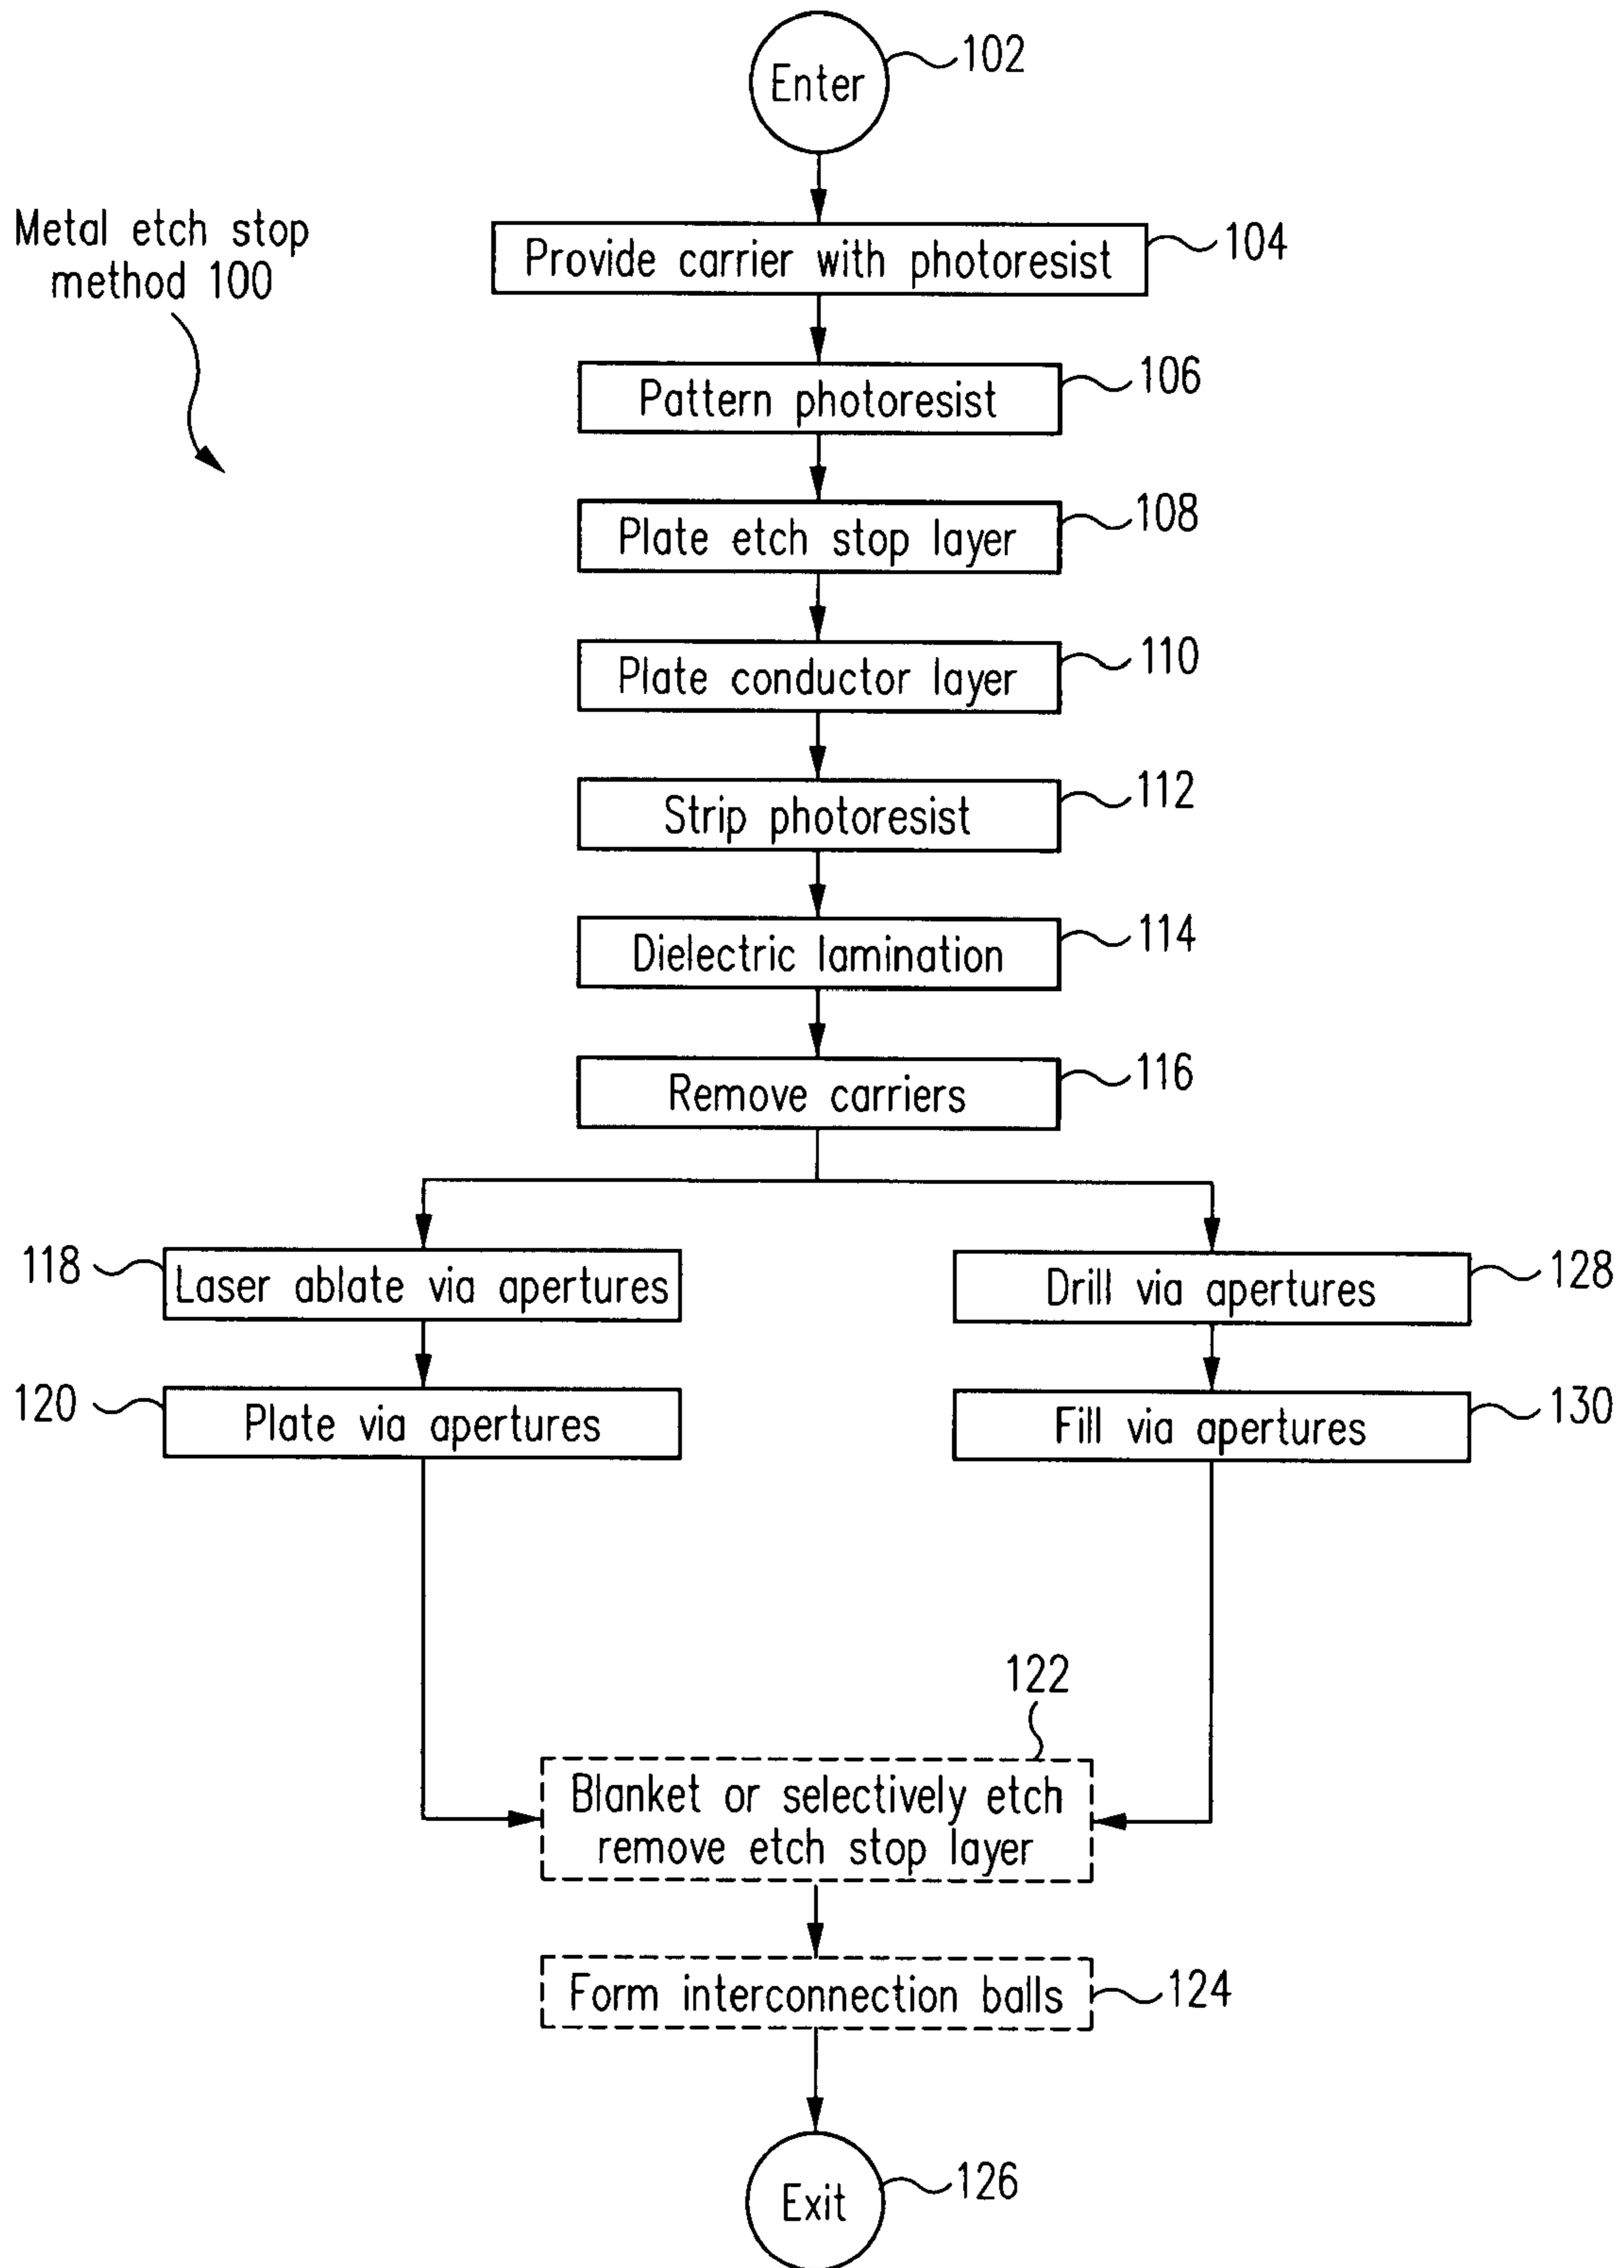 Enter
102
Metal etch stop
method 100
Provide carrier with photoresist
104
Pattern photoresist
106
Plate etch stop layer
108
Plate conductor layer
110
Strip photoresist
112
Dielectric lamination
114
Remove carriers
116
118
Laser ablate via apertures
Drill via apertures
128
120
Plate via apertures
Fill via apertures
130
122
Blanket or selectively etch
remove etch stop layer
Form interconnection balls
124
Exit
126